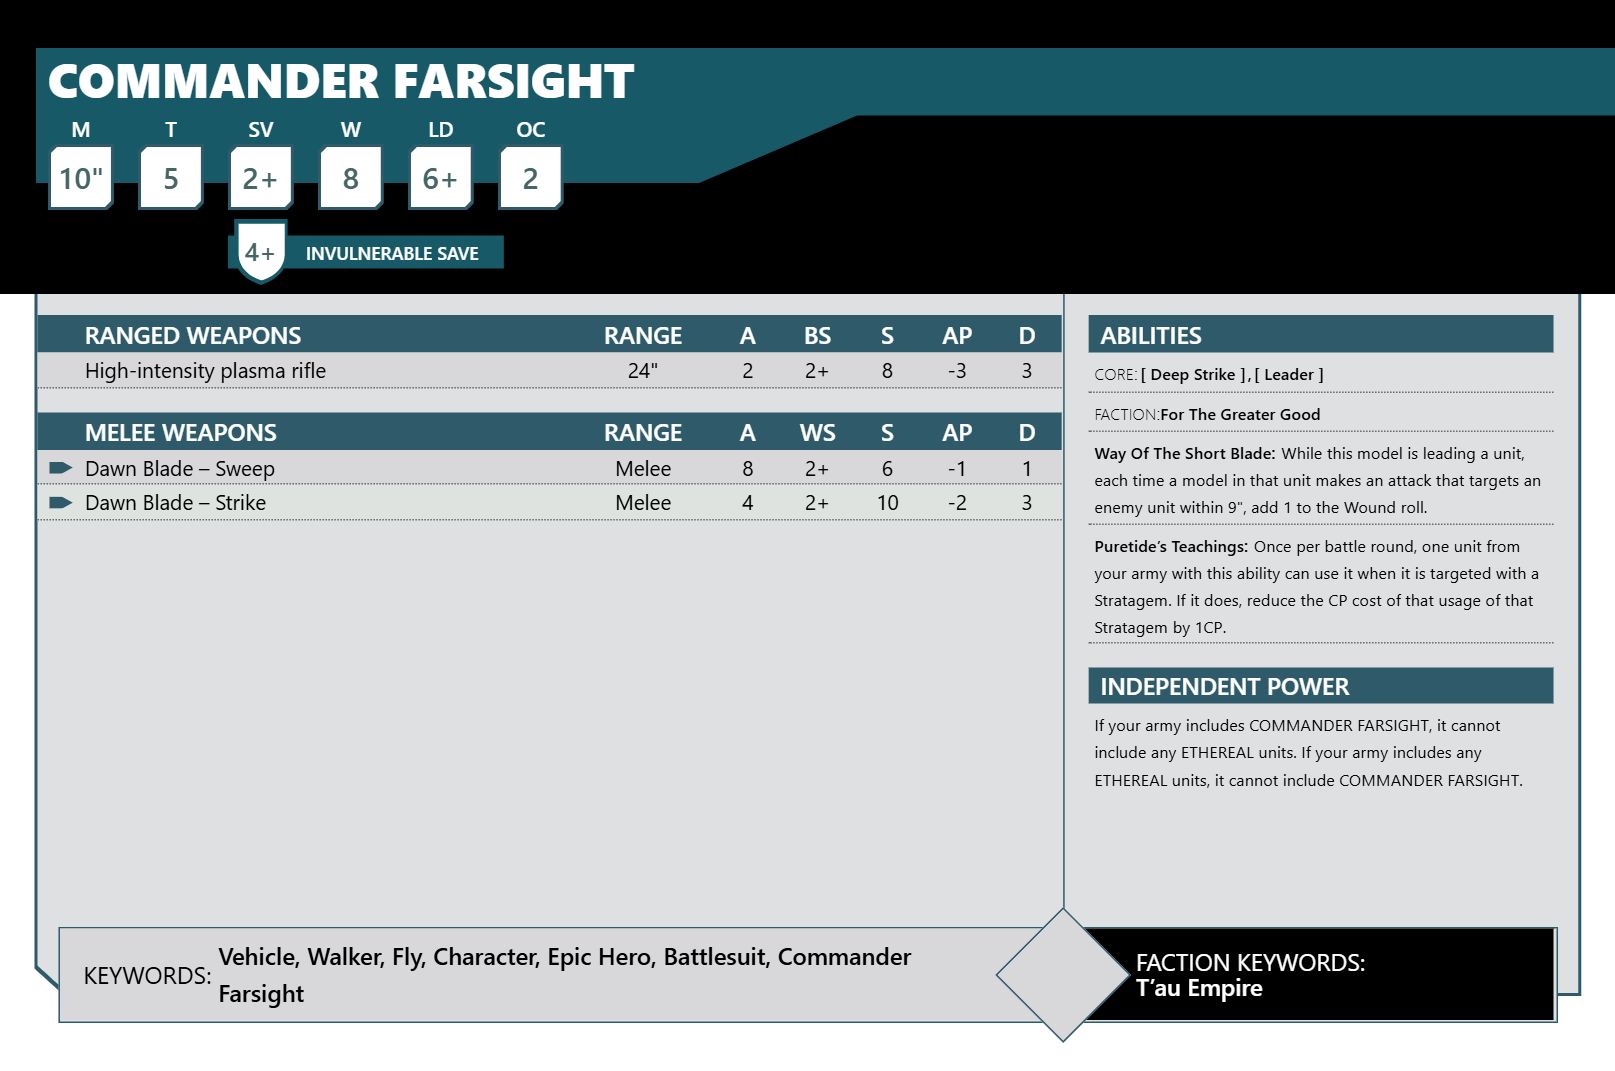 COMMANDER FARSIGHT
M T SV W LD OC
10" 5 2+ 8 6+ 2
4+ INVULNERABLE SAVE
RANGED WEAPONS RANGE A BS S AP D
High-intensity plasma rifle 24" 2 2+ 8 -3 3
MELEE WEAPONS RANGE A WS S AP D
Dawn Blade – Sweep Melee 8 2+ 6 -1 1
Dawn Blade – Strike Melee 4 2+ 10 -2 3
ABILITIES
CORE: [ Deep Strike ] , [ Leader ]
FACTION:For The Greater Good
Way Of The Short Blade: While this model is leading a unit,
each time a model in that unit makes an attack that targets an
enemy unit within 9", add 1 to the Wound roll.
Puretide’s Teachings: Once per battle round, one unit from
your army with this ability can use it when it is targeted with a
Stratagem. If it does, reduce the CP cost of that usage of that
Stratagem by 1CP.
INDEPENDENT POWER
If your army includes COMMANDER FARSIGHT, it cannot
include any ETHEREAL units. If your army includes any
ETHEREAL units, it cannot include COMMANDER FARSIGHT.
KEYWORDS: Vehicle, Walker, Fly, Character, Epic Hero, Battlesuit, Commander
Farsight
FACTION KEYWORDS:
T’au Empire